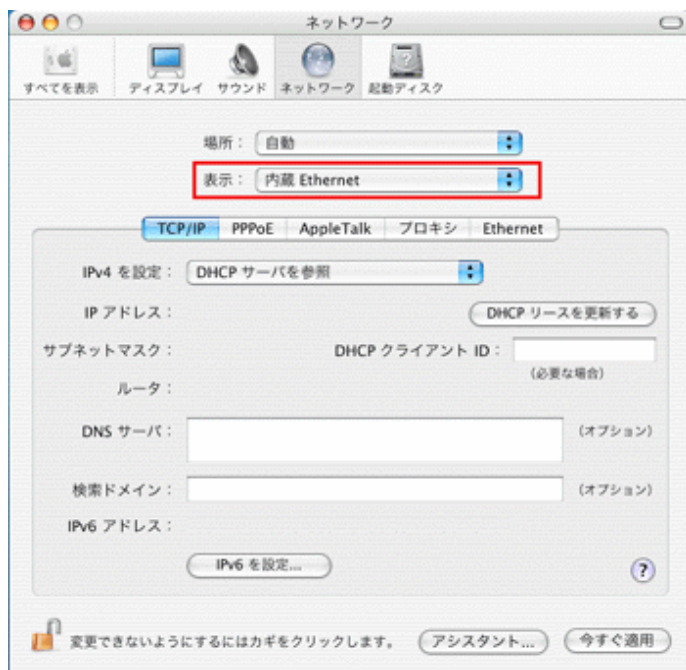 ネットワーク
すべてを表示 ディスプレイ サウンド ネットワーク 起動ディスク
場所： 自動
表示： 内蔵 Ethernet
TCP/IP PPPoE AppleTalk プロキシ Ethernet
IPv4 を設定： DHCP サーバを参照
IP アドレス： DHCP リースを更新する
サブネットマスク： DHCP クライアント ID：
(必要な場合)
ルータ：
DNS サーバ： (オプション)
検索ドメイン： (オプション)
IPv6 アドレス：
IPv6 を設定...
?
変更できないようにするにはカギをクリックします。 アシスタント... 今すぐ適用